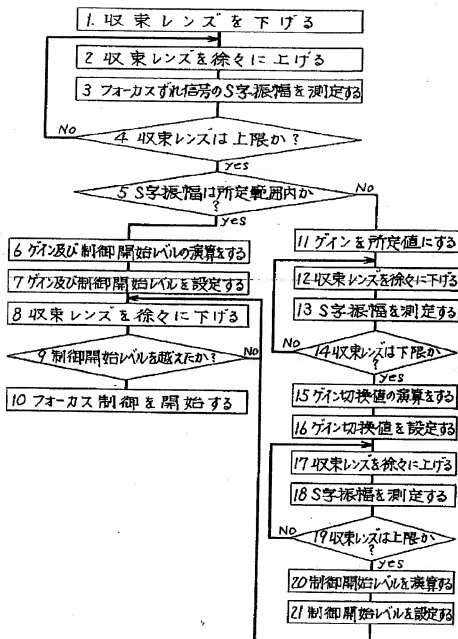 1. 収束レンズを下げる
2 収束レンズを徐々に上げる
3 フォーカスずれ信号のS字振幅を測定する
No
4 収束レンズは上限か?
yes
5 S字振幅は所定範囲内か
?
No
yes
6 ゲイン及び制御開始レベルの演算をする
7 ゲイン及び制御開始レベルを設定する
8 収束レンズを徐々に下げる
9 制御開始レベルを越えたか?
No
10 フォーカス制御を開始する
11 ゲインを所定値にする
12 収束レンズを徐々に下げる
13 S字振幅を測定する
No
14 収束レンズは下限か
?
yes
15 ゲイン切換値の演算をする
16 ゲイン切換値を設定する
17 収束レンズを徐々に上げる
18 S字振幅を測定する
No
19 収束レンズは上限か
?
yes
20 制御開始レベルを演算する
21 制御開始レベルを設定する